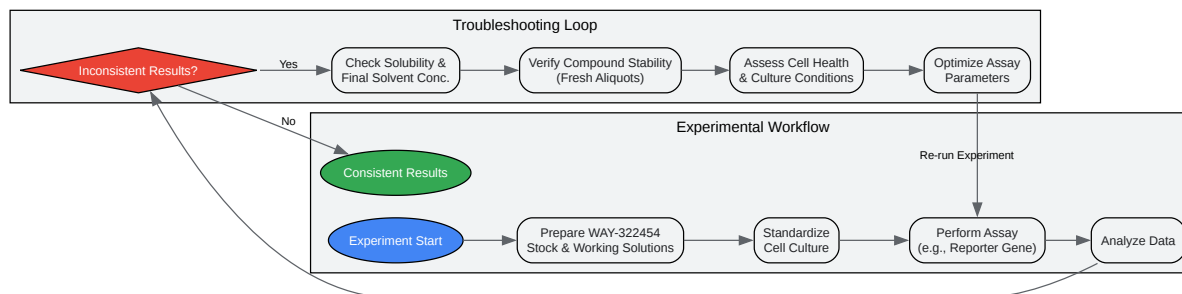 Troubleshooting Loop
Inconsistent Results?
Yes
Check Solubility &
Final Solvent Conc.
Verify Compound Stability
(Fresh Aliquots)
Assess Cell Health
& Culture Conditions
Optimize Assay
Parameters
No
Experimental Workflow
Re-run Experiment
Consistent Results
Experiment Start
Prepare WAY-322454
Stock & Working Solutions
Standardize
Cell Culture
Perform Assay
(e.g., Reporter Gene)
Analyze Data